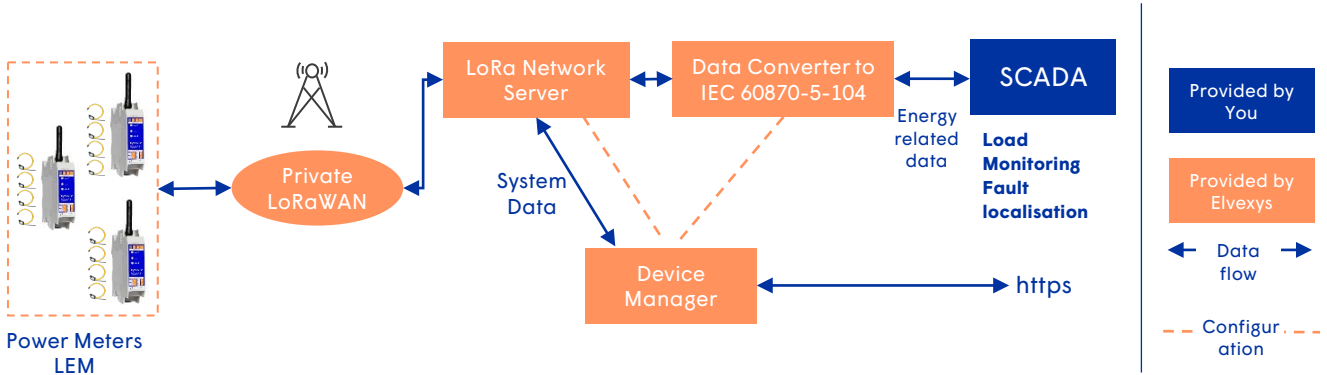 LoRa Network
Server
Data Converter to
IEC 60870-5-104
SCADA
Energy
related
data
Load
Monitoring
Fault
localisation
Private
LoRaWAN
System
Data
Device
Manager
https
Power Meters
LEM
Provided by
You
Provided by
Elvexys
Data
flow
Configur
ation